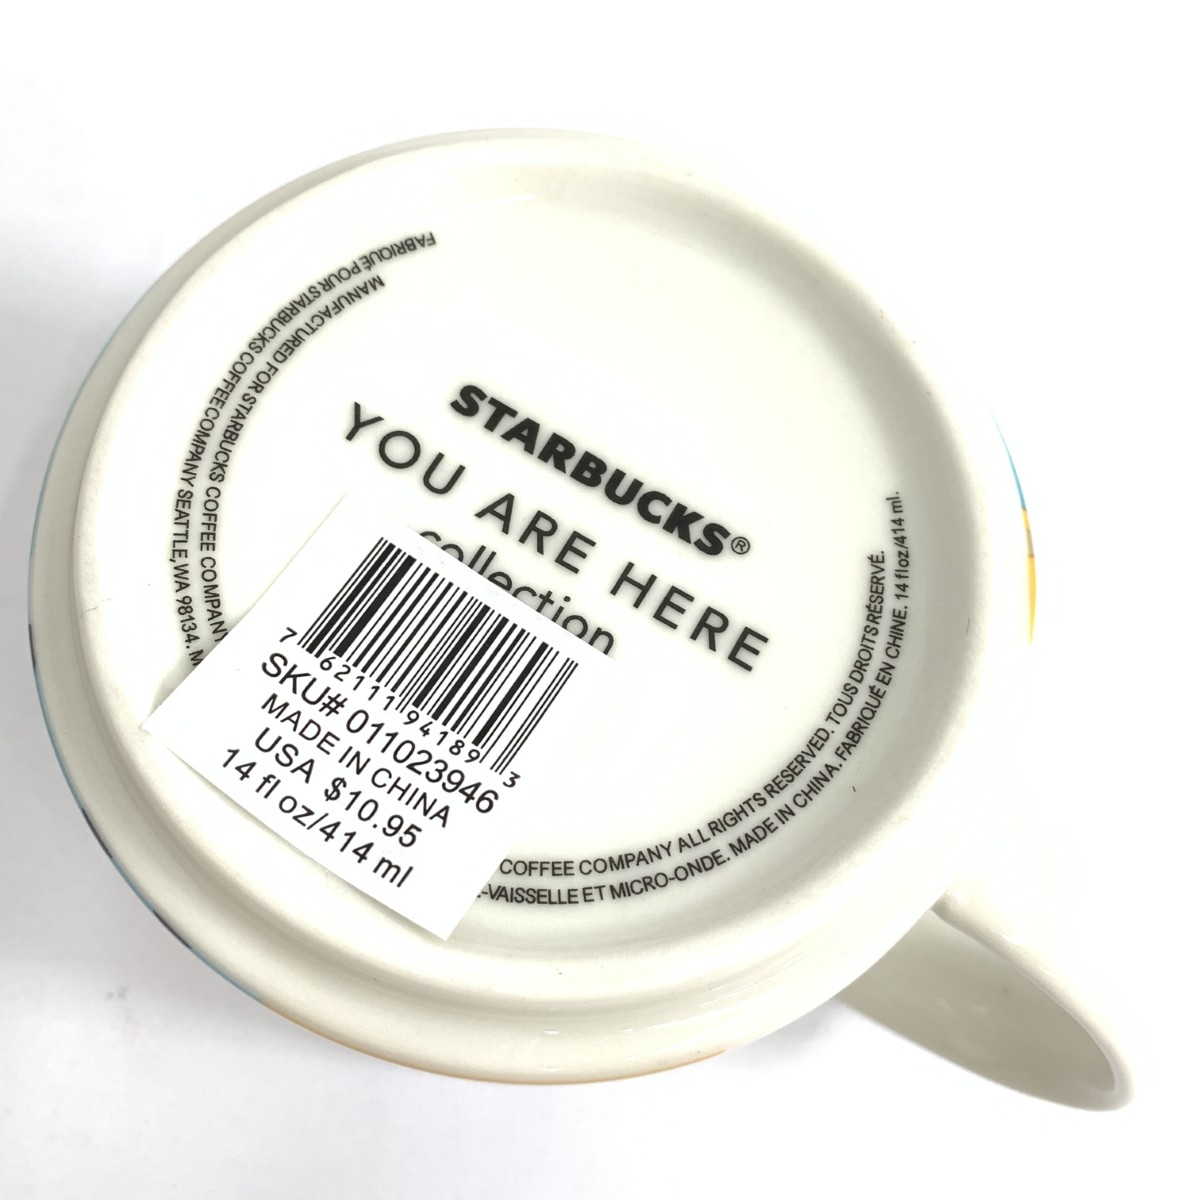 STARBUCKS®
YOU ARE HERE
collection
7 62111 94189 3
SKU# 011023946
MADE IN CHINA
USA $10.95
14 fl oz/414 ml
MANUFACTURED FOR STARBUCKS COFFEE COMPANY
COFFEE COMPANY ALL RIGHTS RESERVED. TOUS DROITS RÉSERVÉ.
FABRIQUÉ POUR STARBUCKS COFFEE COMPANY SEATTLE, WA 98134.
-VAISSELLE ET MICRO-ONDE. MADE IN CHINA. FABRIQUÉ EN CHINE. 14 fl oz/414 ml.